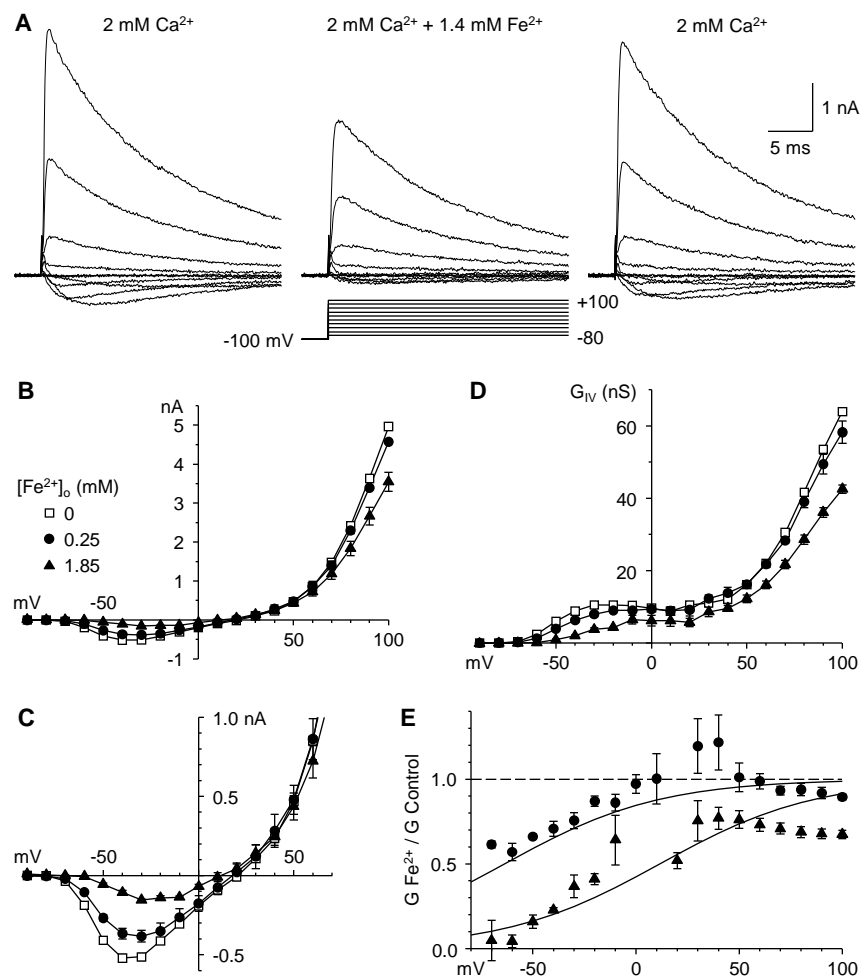 A
2 mM Ca²⁺
2 mM Ca²⁺ + 1.4 mM Fe²⁺
2 mM Ca²⁺
1 nA
5 ms
+100
-100 mV
-80
B
nA
5
4
3
2
1
-1
[Fe²⁺]ₒ (mM)
0
0.25
1.85
mV
-50
50
100
D
G_IV (nS)
60
40
20
mV
-50
0
50
100
C
1.0 nA
0.5
-0.5
mV
-50
50
E
G Fe²⁺ / G Control
1.0
0.5
0.0
mV
-50
0
50
100